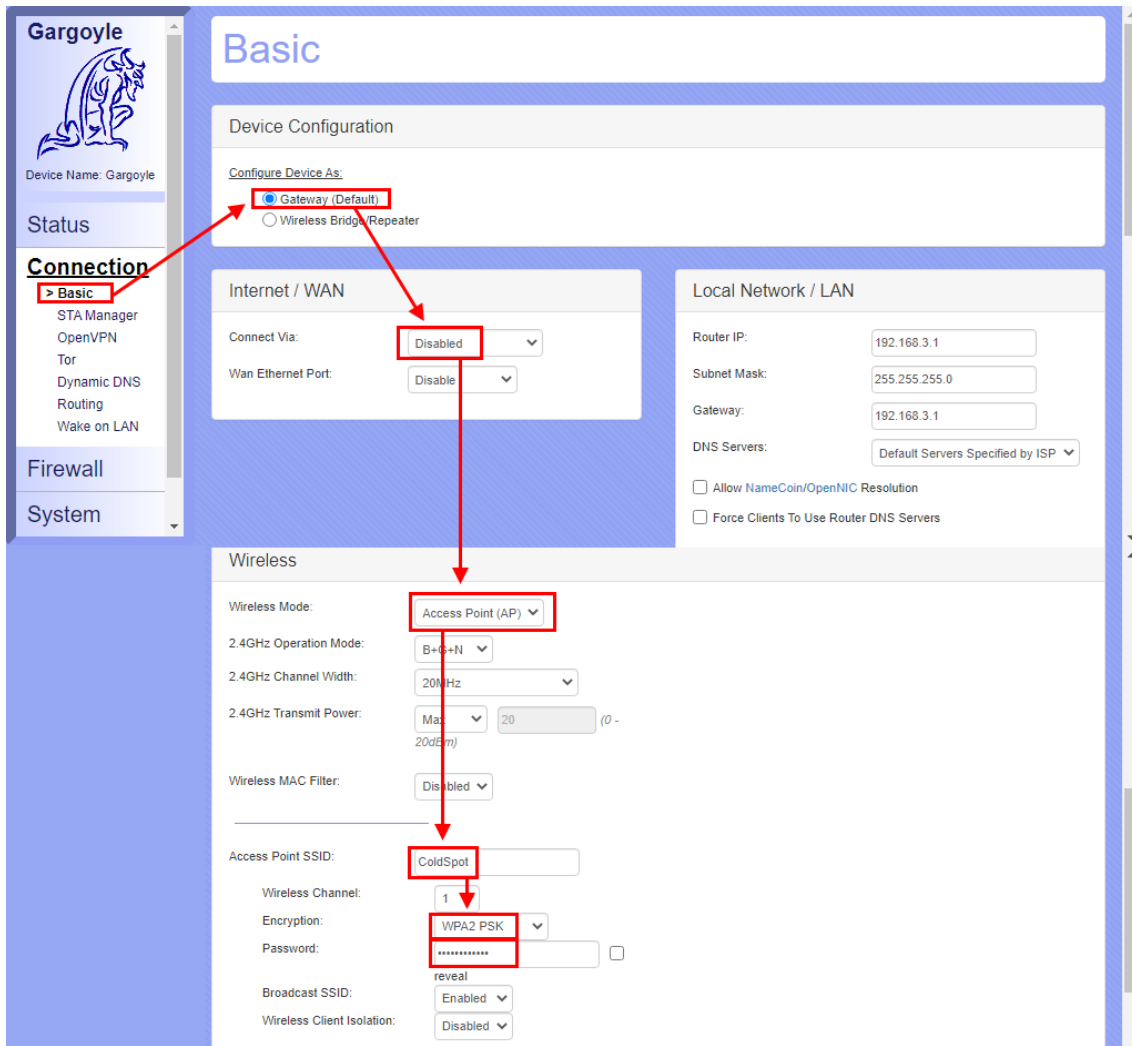 Gargoyle
Device Name: Gargoyle
Status
Connection
> Basic
STA Manager
OpenVPN
Tor
Dynamic DNS
Routing
Wake on LAN
Firewall
System
Basic
Device Configuration
Configure Device As:
Gateway (Default)
Wireless Bridge/Repeater
Internet / WAN
Connect Via: Disabled
Wan Ethernet Port: Disable
Local Network / LAN
Router IP: 192.168.3.1
Subnet Mask: 255.255.255.0
Gateway: 192.168.3.1
DNS Servers: Default Servers Specified by ISP
Allow NameCoin/OpenNIC Resolution
Force Clients To Use Router DNS Servers
Wireless
Wireless Mode: Access Point (AP)
2.4GHz Operation Mode: B+G+N
2.4GHz Channel Width: 20MHz
2.4GHz Transmit Power: Max 20 (0 -
20dBm)
Wireless MAC Filter: Disabled
Access Point SSID: ColdSpot
Wireless Channel: 1
Encryption: WPA2 PSK
Password: ••••••••••••
reveal
Broadcast SSID: Enabled
Wireless Client Isolation: Disabled